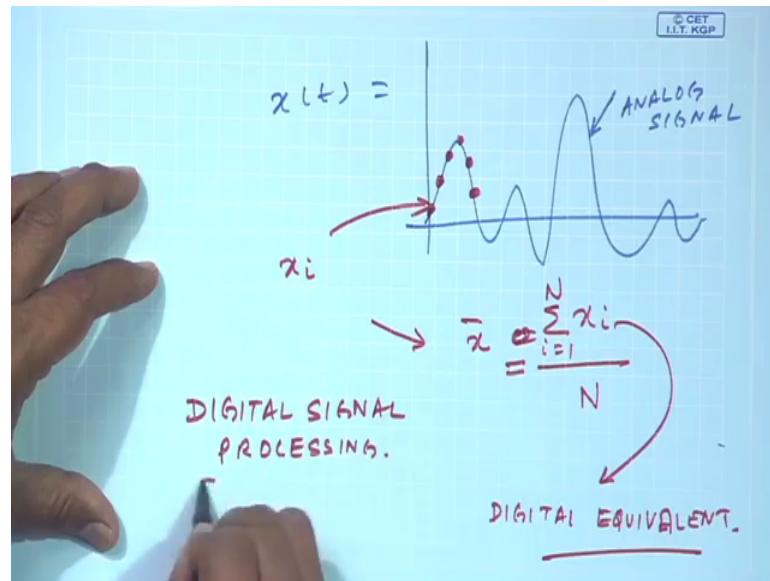 © CET
I.I.T. KGP
x(t) =
ANALOG
SIGNAL
xi
x̄ = N Σ i=1 xi
N
DIGITAL SIGNAL
PROCESSING.
DIGITAL EQUIVALENT.